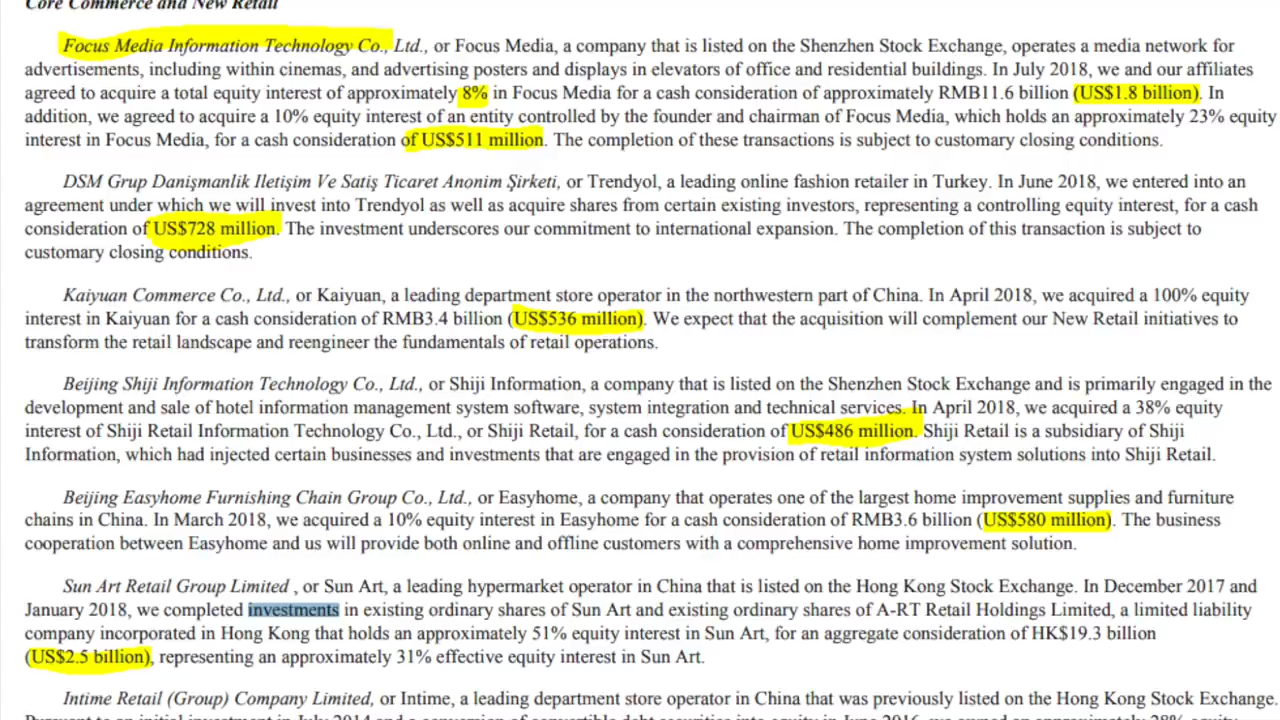 Core Commerce and New Retail
Focus Media Information Technology Co., Ltd., or Focus Media, a company that is listed on the Shenzhen Stock Exchange, operates a media network for
advertisements, including within cinemas, and advertising posters and displays in elevators of office and residential buildings. In July 2018, we and our affiliates
agreed to acquire a total equity interest of approximately 8% in Focus Media for a cash consideration of approximately RMB11.6 billion (US$1.8 billion). In
addition, we agreed to acquire a 10% equity interest of an entity controlled by the founder and chairman of Focus Media, which holds an approximately 23% equity
interest in Focus Media, for a cash consideration of US$511 million. The completion of these transactions is subject to customary closing conditions.
DSM Grup Danişmanlik Iletişim Ve Satiş Ticaret Anonim Şirketi, or Trendyol, a leading online fashion retailer in Turkey. In June 2018, we entered into an
agreement under which we will invest into Trendyol as well as acquire shares from certain existing investors, representing a controlling equity interest, for a cash
consideration of US$728 million. The investment underscores our commitment to international expansion. The completion of this transaction is subject to
customary closing conditions.
Kaiyuan Commerce Co., Ltd., or Kaiyuan, a leading department store operator in the northwestern part of China. In April 2018, we acquired a 100% equity
interest in Kaiyuan for a cash consideration of RMB3.4 billion (US$536 million). We expect that the acquisition will complement our New Retail initiatives to
transform the retail landscape and reengineer the fundamentals of retail operations.
Beijing Shiji Information Technology Co., Ltd., or Shiji Information, a company that is listed on the Shenzhen Stock Exchange and is primarily engaged in the
development and sale of hotel information management system software, system integration and technical services. In April 2018, we acquired a 38% equity
interest of Shiji Retail Information Technology Co., Ltd., or Shiji Retail, for a cash consideration of US$486 million. Shiji Retail is a subsidiary of Shiji
Information, which had injected certain businesses and investments that are engaged in the provision of retail information system solutions into Shiji Retail.
Beijing Easyhome Furnishing Chain Group Co., Ltd., or Easyhome, a company that operates one of the largest home improvement supplies and furniture
chains in China. In March 2018, we acquired a 10% equity interest in Easyhome for a cash consideration of RMB3.6 billion (US$580 million). The business
cooperation between Easyhome and us will provide both online and offline customers with a comprehensive home improvement solution.
Sun Art Retail Group Limited , or Sun Art, a leading hypermarket operator in China that is listed on the Hong Kong Stock Exchange. In December 2017 and
January 2018, we completed investments in existing ordinary shares of Sun Art and existing ordinary shares of A-RT Retail Holdings Limited, a limited liability
company incorporated in Hong Kong that holds an approximately 51% equity interest in Sun Art, for an aggregate consideration of HK$19.3 billion
(US$2.5 billion), representing an approximately 31% effective equity interest in Sun Art.
Intime Retail (Group) Company Limited, or Intime, a leading department store operator in China that was previously listed on the Hong Kong Stock Exchange.